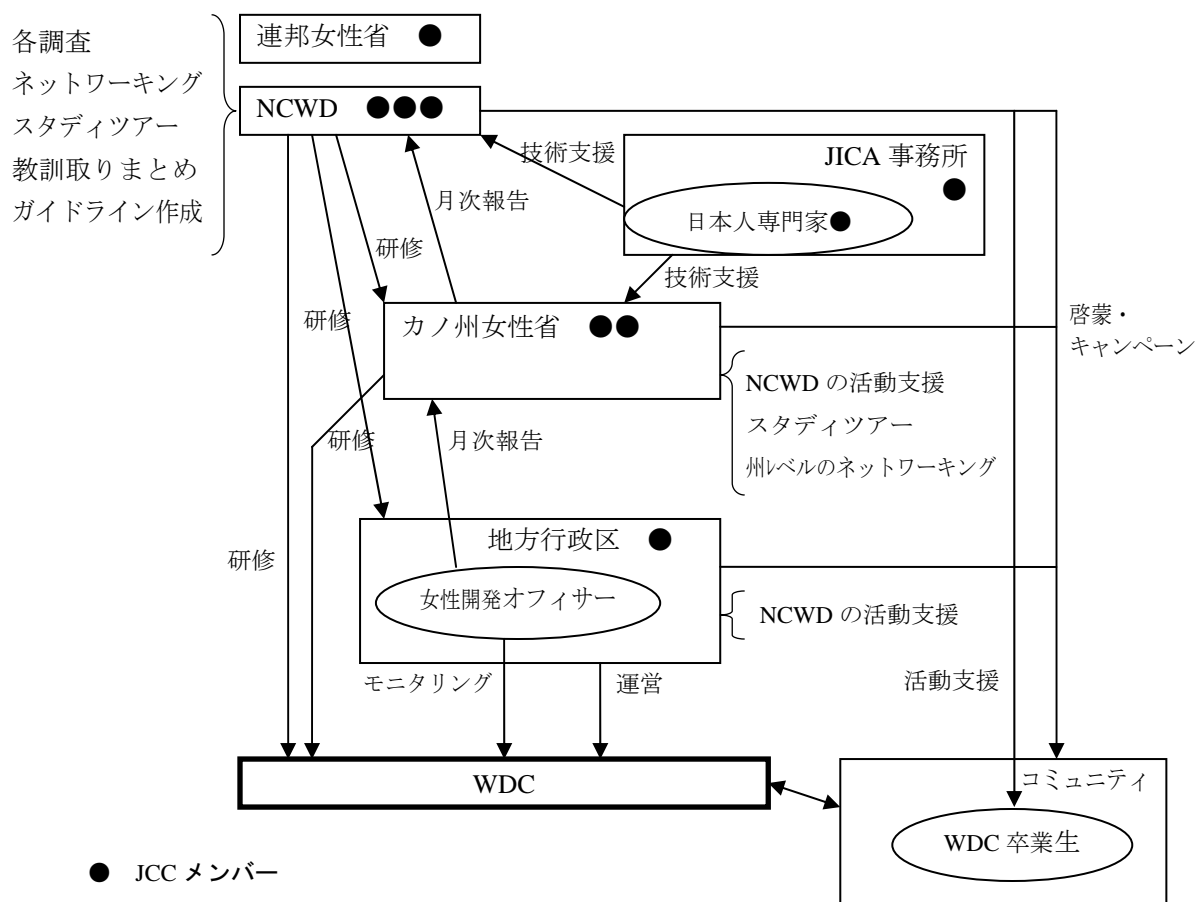 連邦女性省 ●
各調査
ネットワーキング
スタディツアー
教訓取りまとめ
ガイドライン作成
NCWD ●●●
技術支援
JICA 事務所
●
日本人専門家●
月次報告
研修
技術支援
研修
カノ州女性省 ●●
啓蒙・
キャンペーン
NCWD の活動支援
スタディツアー
州レベルのネットワーキング
研修
月次報告
地方行政区 ●
研修
女性開発オフィサー
NCWD の活動支援
モニタリング
運営
活動支援
WDC
コミュニティ
WDC 卒業生
● JCC メンバー